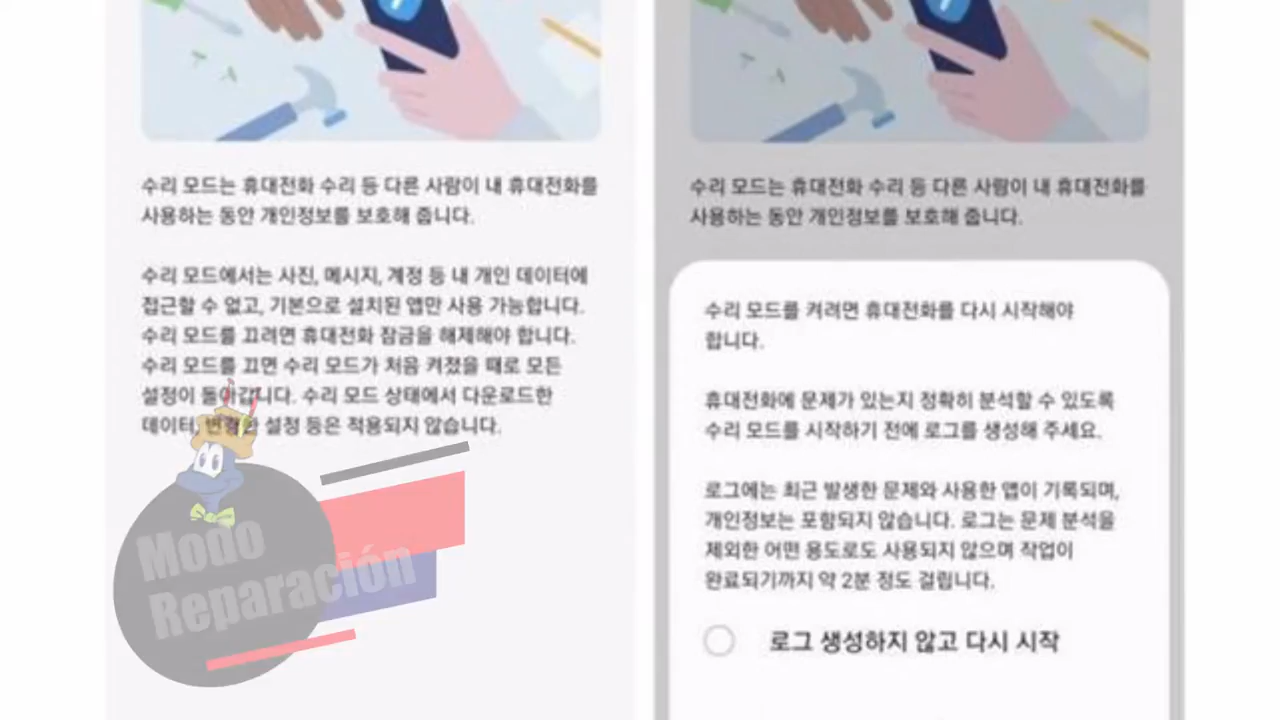 수리 모드는 휴대전화 수리 등 다른 사람이 내 휴대전화를
사용하는 동안 개인정보를 보호해 줍니다.
수리 모드에서는 사진, 메시지, 계정 등 내 개인 데이터에
접근할 수 없고, 기본으로 설치된 앱만 사용 가능합니다.
수리 모드를 끄려면 휴대전화 잠금을 해제해야 합니다.
수리 모드를 끄면 수리 모드가 처음 켜졌을 때로 모든
설정이 돌아갑니다. 수리 모드 상태에서 다운로드한
데이터, 변경한 설정 등은 적용되지 않습니다.
Modo
Reparación
수리 모드는 휴대전화 수리 등 다른 사람이 내 휴대전화를
사용하는 동안 개인정보를 보호해 줍니다.
수리 모드를 켜려면 휴대전화를 다시 시작해야
합니다.
휴대전화에 문제가 있는지 정확히 분석할 수 있도록
수리 모드를 시작하기 전에 로그를 생성해 주세요.
로그에는 최근 발생한 문제와 사용한 앱이 기록되며,
개인정보는 포함되지 않습니다. 로그는 문제 분석을
제외한 어떤 용도로도 사용되지 않으며 작업이
완료되기까지 약 2분 정도 걸립니다.
로그 생성하지 않고 다시 시작